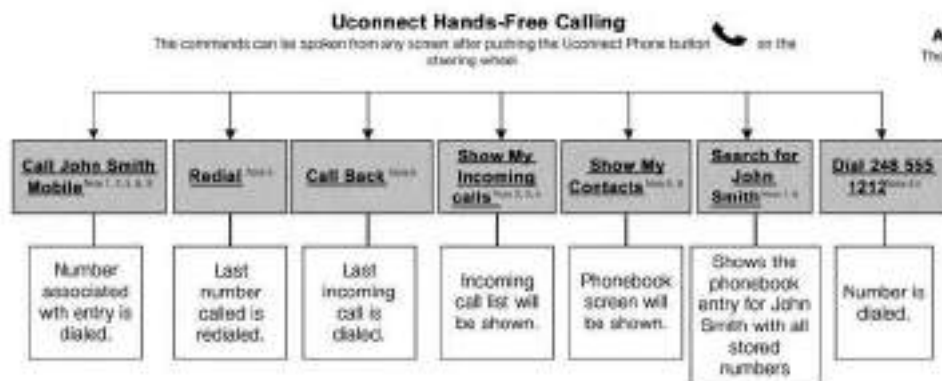 Uconnect Hands-Free Calling
The commands can be spoken from any screen after pushing the Uconnect Phone button on the
steering wheel.
A
The
Call John Smith
Mobile
Redial
Call Back
Show My
Incoming
calls
Show My
Contacts
Search for
John
Smith
Dial 248 555
1212
Number
associated
wth entry is
dialed.
Last
number
called is
redialed.
Last
incoming
call is
dialed.
Incoming
call list will
be shown.
Phonebook
screen will
be shown.
Shows the
phonebook
entry for John
Smith with all
stored
numbers
Number is
dialed.